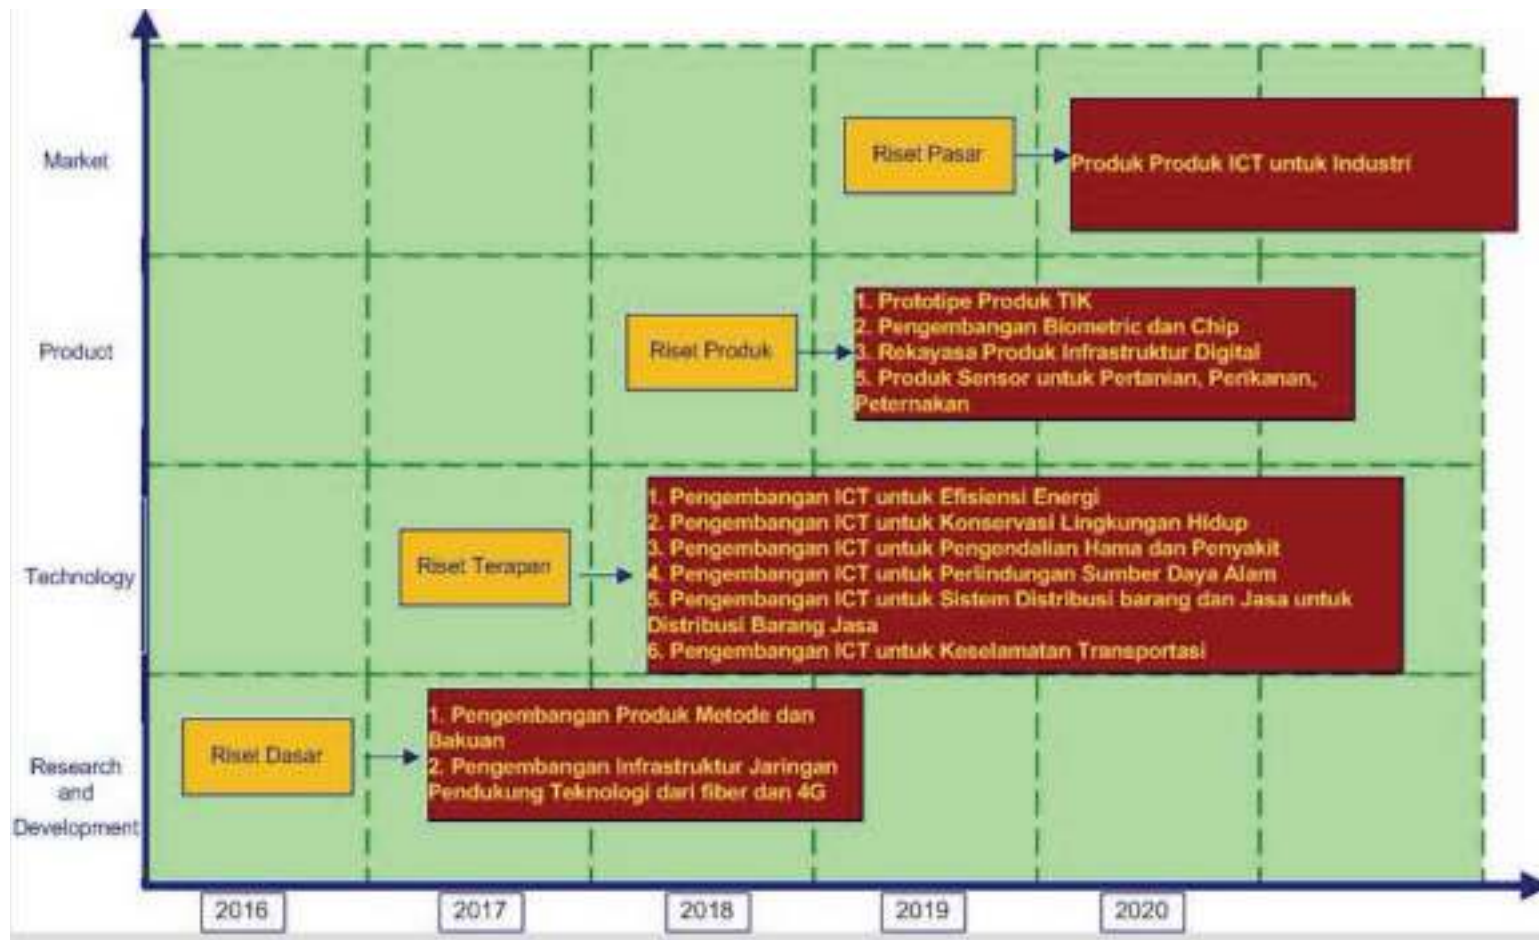 Market
Riset Pasar
Produk Produk ICT untuk Industri
Product
Riset Produk
1. Prototipe Produk TIK
2. Pengembangan Biometric dan Chip
3. Rekayasa Produk Infrastruktur Digital
5. Produk Sensor untuk Pertanian, Perikanan,
Peternakan
Technology
Riset Terapan
1. Pengembangan ICT untuk Efisiensi Energi
2. Pengembangan ICT untuk Konservasi Lingkungan Hidup
3. Pengembangan ICT untuk Pengendalian Hama dan Penyakit
4. Pengembangan ICT untuk Perlindungan Sumber Daya Alam
5. Pengembangan ICT untuk Sistem Distribusi barang dan Jasa untuk
Distribusi Barang Jasa
6. Pengembangan ICT untuk Keselamatan Transportasi
Research
and
Development
Riset Dasar
1. Pengembangan Produk Metode dan
Bakuan
2. Pengembangan Infrastruktur Jaringan
Pendukung Teknologi dari fiber dan 4G
2016
2017
2018
2019
2020